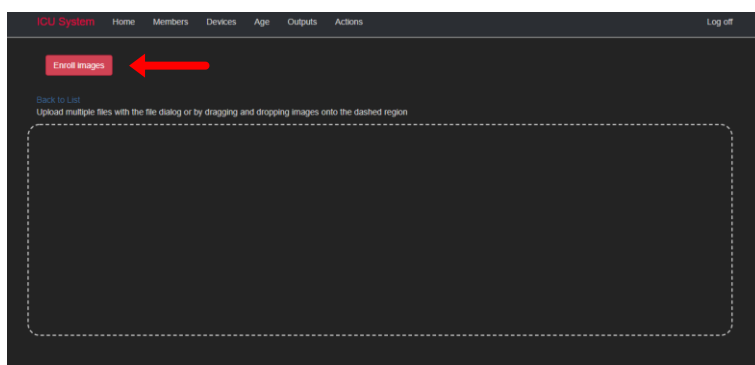 ICU System Home Members Devices Age Outputs Actions Log off
Enroll images
Back to List
Upload multiple files with the file dialog or by dragging and dropping images onto the dashed region